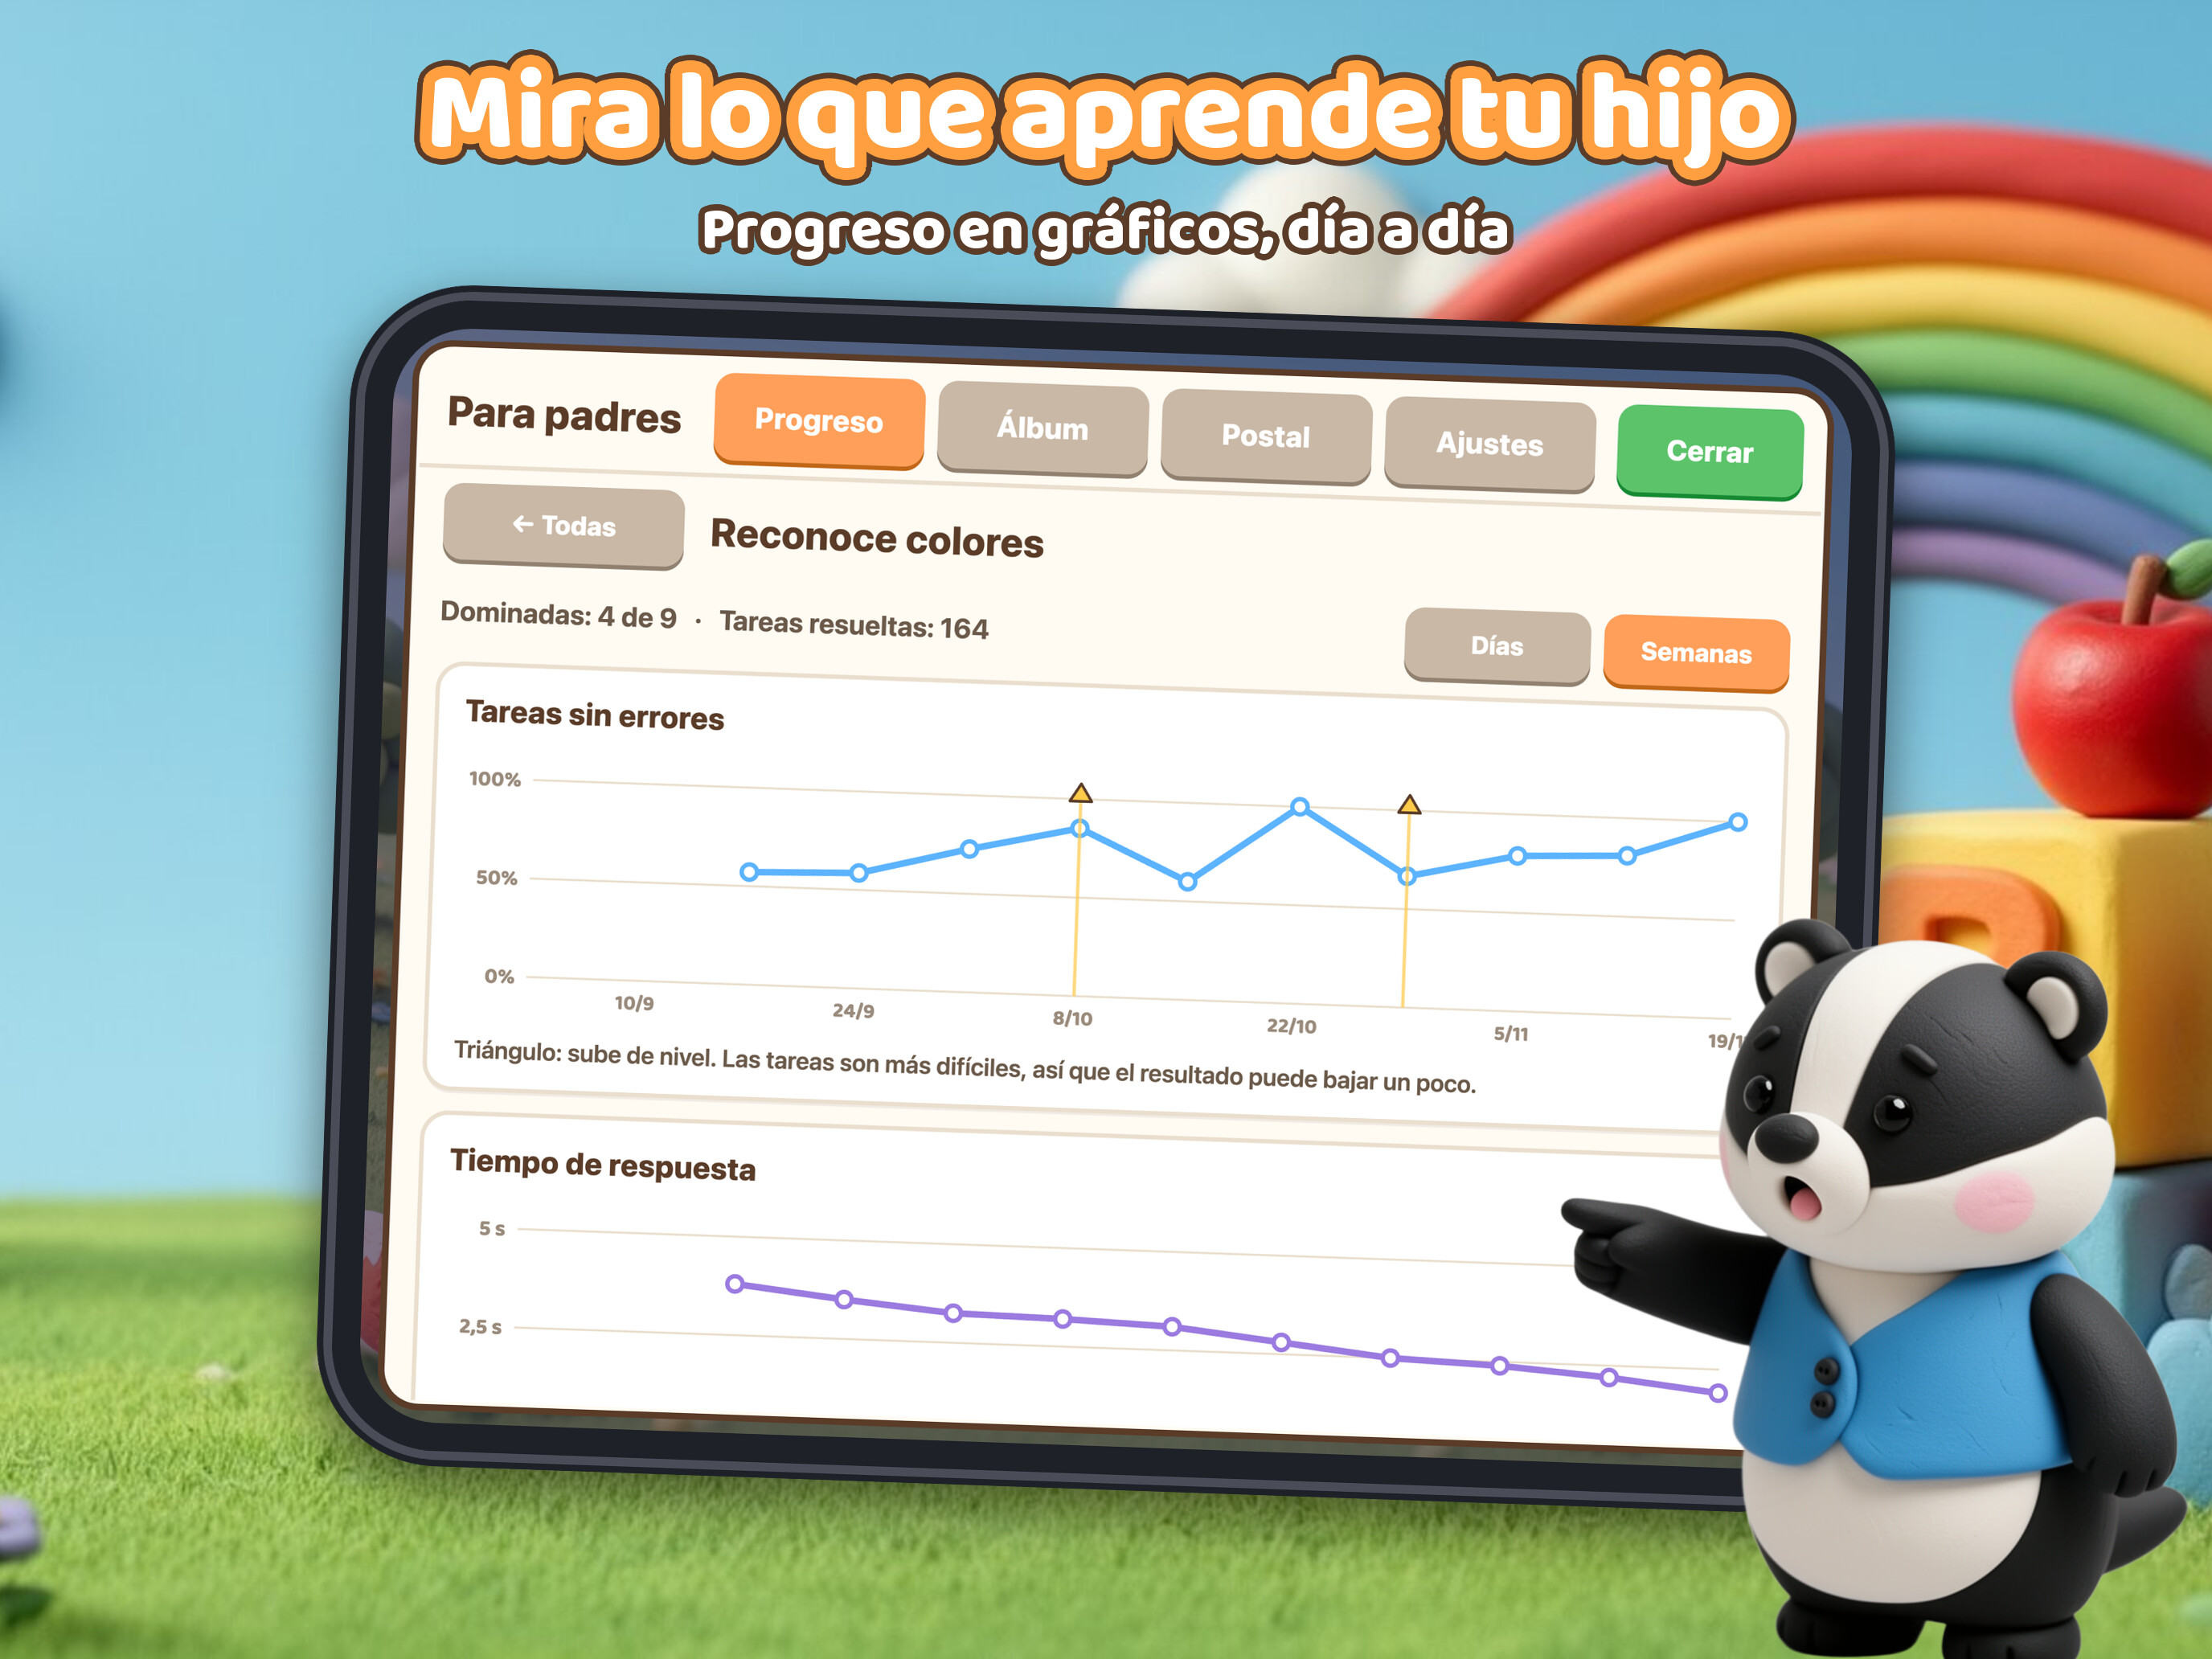 Mira lo que aprende tu hijo
Progreso en gráficos, día a día
Para padres
Progreso
Álbum
Postal
Ajustes
Cerrar
← Todas
Reconoce colores
Dominadas: 4 de 9 · Tareas resueltas: 164
Días
Semanas
Tareas sin errores
100%
50%
0%
10/9
24/9
8/10
22/10
5/11
Triángulo: sube de nivel. Las tareas son más difíciles, así que el resultado puede bajar un poco.
Tiempo de respuesta
5 s
2,5 s